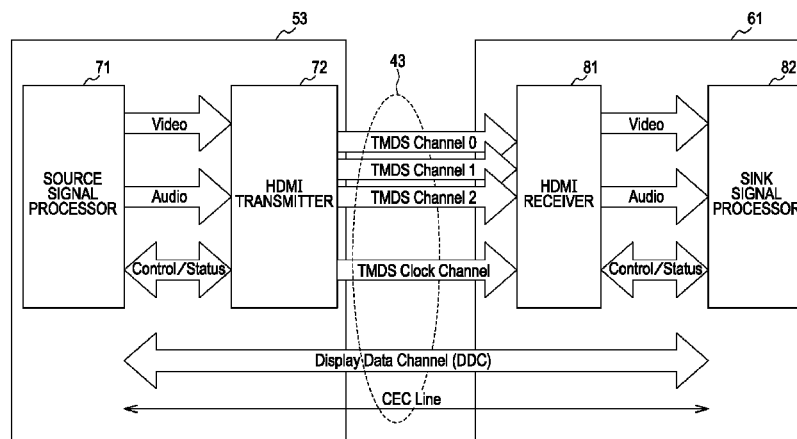 53
61
71
72
43
81
82
SOURCE
SIGNAL
PROCESSOR
Video
Audio
Control/Status
HDMI
TRANSMITTER
TMDS Channel 0
TMDS Channel 1
TMDS Channel 2
TMDS Clock Channel
HDMI
RECEIVER
Video
Audio
Control/Status
SINK
SIGNAL
PROCESSOR
Display Data Channel (DDC)
CEC Line